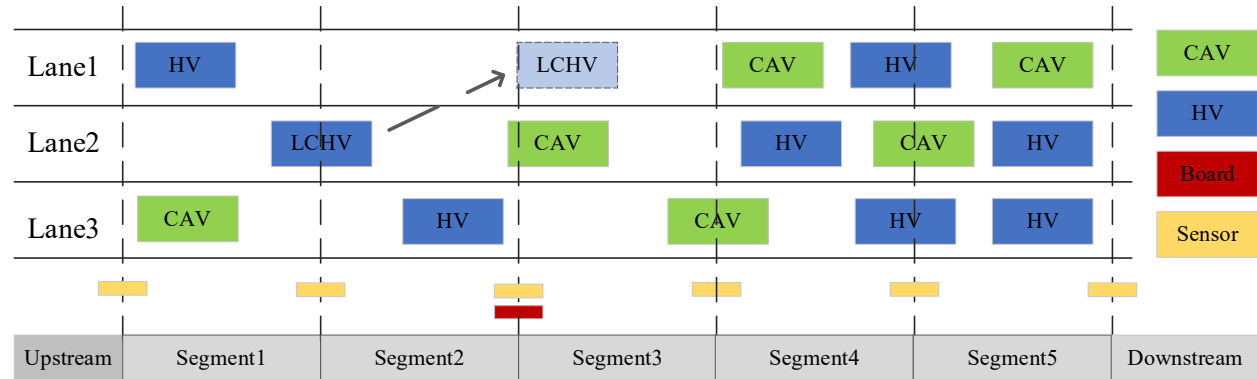 Lane1 HV LCHV CAV HV CAV
Lane2 LCHV CAV HV CAV HV
Lane3 CAV HV CAV HV HV
CAV
HV
Board
Sensor
Upstream Segment1 Segment2 Segment3 Segment4 Segment5 Downstream